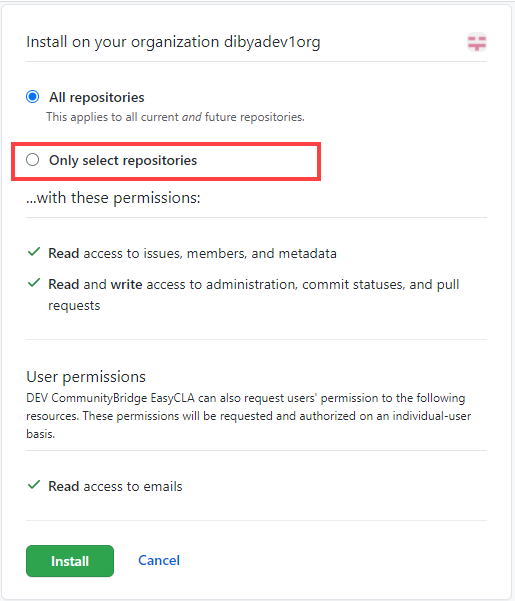 Install on your organization dibyadev1org
All repositories
This applies to all current and future repositories.
Only select repositories
...with these permissions:
Read access to issues, members, and metadata
Read and write access to administration, commit statuses, and pull
requests
User permissions
DEV CommunityBridge EasyCLA can also request users' permission to the following
resources. These permissions will be requested and authorized on an individual-user
basis.
Read access to emails
Install Cancel